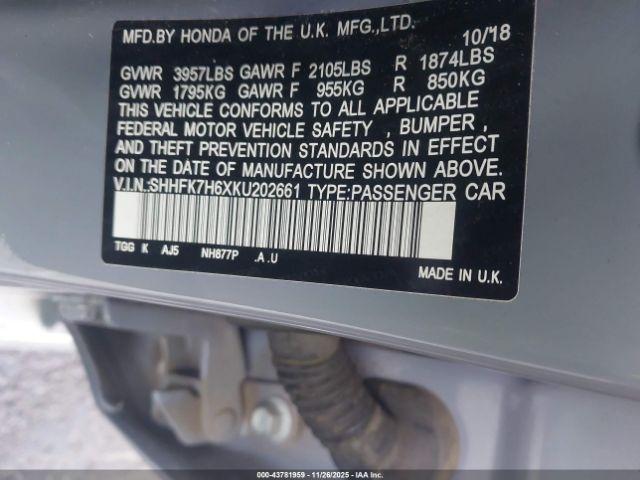 MFD.BY HONDA OF THE U.K. MFG.,LTD. 10/18
GVWR 3957LBS GAWR F 2105LBS R 1874LBS
GVWR 1795KG GAWR F 955KG R 850KG
THIS VEHICLE CONFORMS TO ALL APPLICABLE
FEDERAL MOTOR VEHICLE SAFETY , BUMPER ,
AND THEFT PREVENTION STANDARDS IN EFFECT
ON THE DATE OF MANUFACTURE SHOWN ABOVE.
V.I.N.:SHHFK7H6XKU202661 TYPE:PASSENGER CAR
TGG K AJ5 NH877P .A .U
MADE IN U.K.
000-43781959 11/26/2025 IAAI.COM